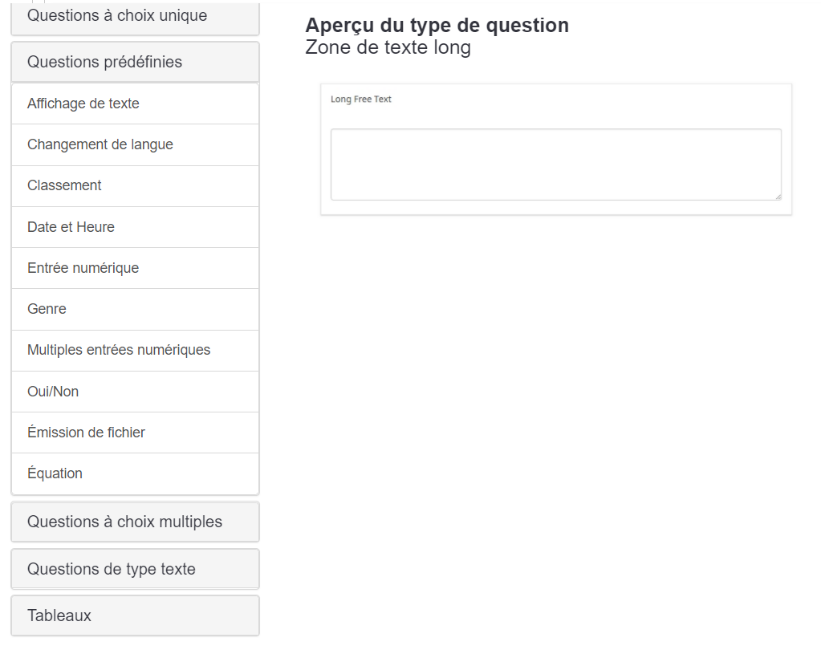 Questions à choix unique
Questions prédéfinies
Affichage de texte
Changement de langue
Classement
Date et Heure
Entrée numérique
Genre
Multiples entrées numériques
Oui/Non
Émission de fichier
Équation
Questions à choix multiples
Questions de type texte
Tableaux
Aperçu du type de question
Zone de texte long
Long Free Text